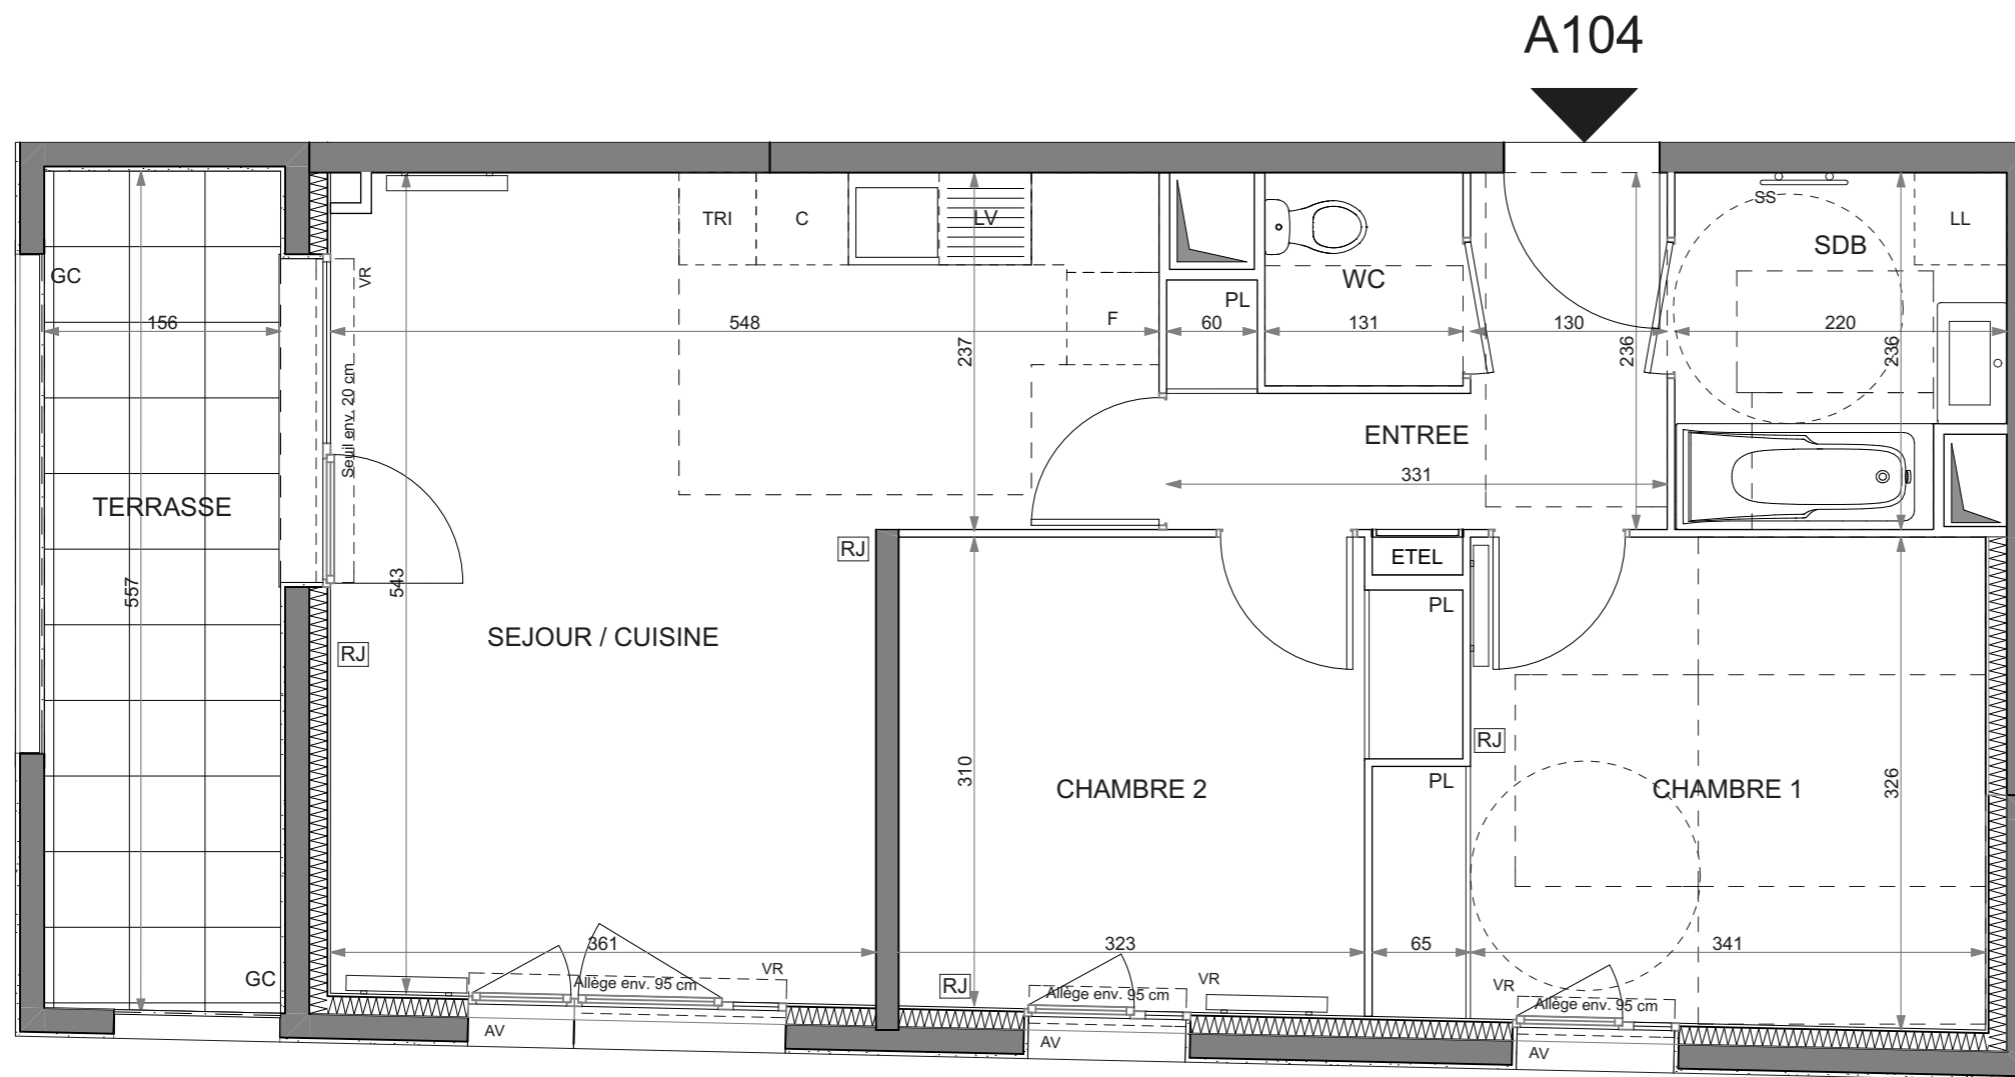 A104
TRI
C
LV
SS
LL
SDB
GC
VR
WC
PL
F
156
548
237
60
131
130
236
220
236
Seuil env. 20 cm
ENTREE
331
TERRASSE
557
543
RJ
ETEL
PL
RJ
SEJOUR / CUISINE
RJ
310
CHAMBRE 2
PL
CHAMBRE 1
326
361
323
65
341
GC
VR
Allège env. 95 cm
RJ
VR
Allège env. 95 cm
VR
Allège env. 95 cm
AV
AV
AV